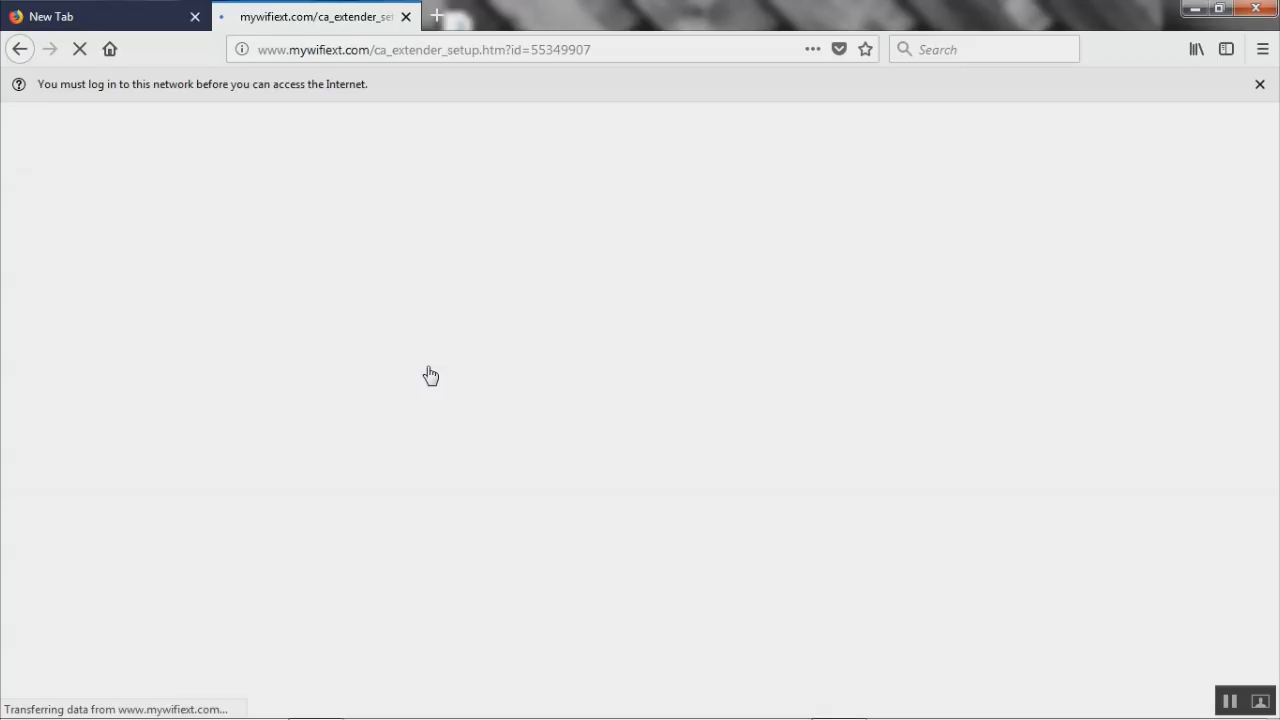 New Tab
mywifiext.com/ca_extender_set
www.mywifiext.com/ca_extender_setup.htm?id=55349907
Search
You must log in to this network before you can access the Internet.
Transferring data from www.mywifiext.com...